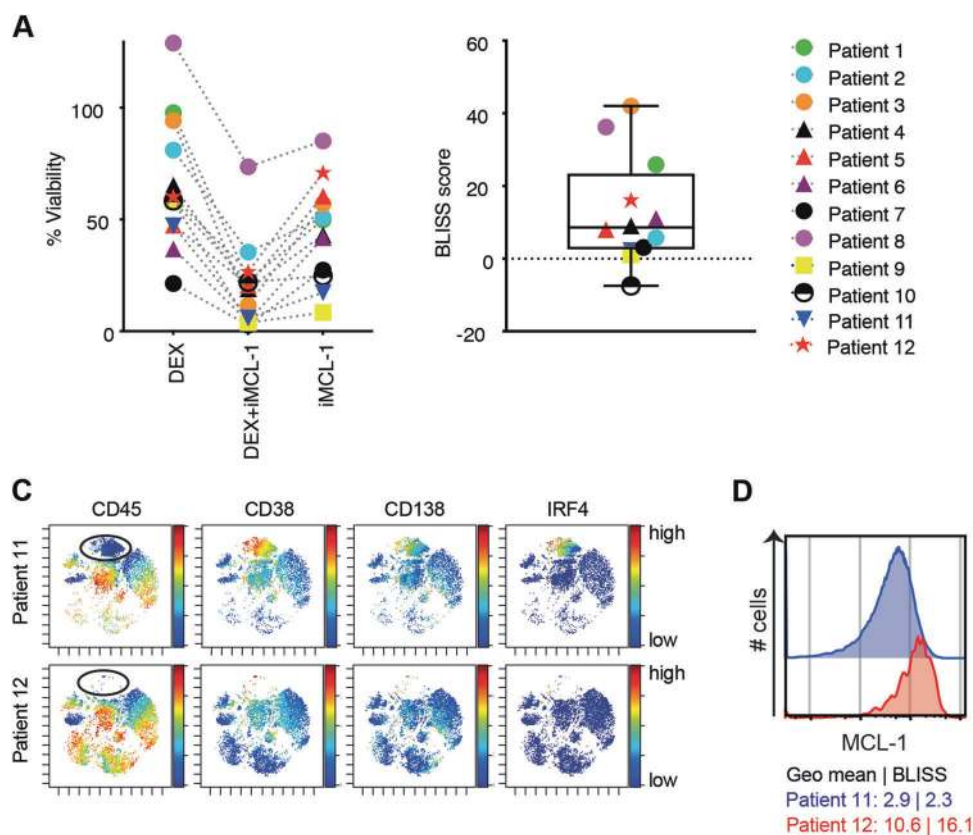 A
% Vialbility
100
50
0
DEX
DEX+iMCL-1
iMCL-1
BLISS score
60
40
20
0
-20
Patient 1
Patient 2
Patient 3
Patient 4
Patient 5
Patient 6
Patient 7
Patient 8
Patient 9
Patient 10
Patient 11
Patient 12
C
CD45
CD38
CD138
IRF4
Patient 11
high
low
Patient 12
high
low
D
# cells
MCL-1
Geo mean | BLISS
Patient 11: 2.9 | 2.3
Patient 12: 10.6 | 16.1